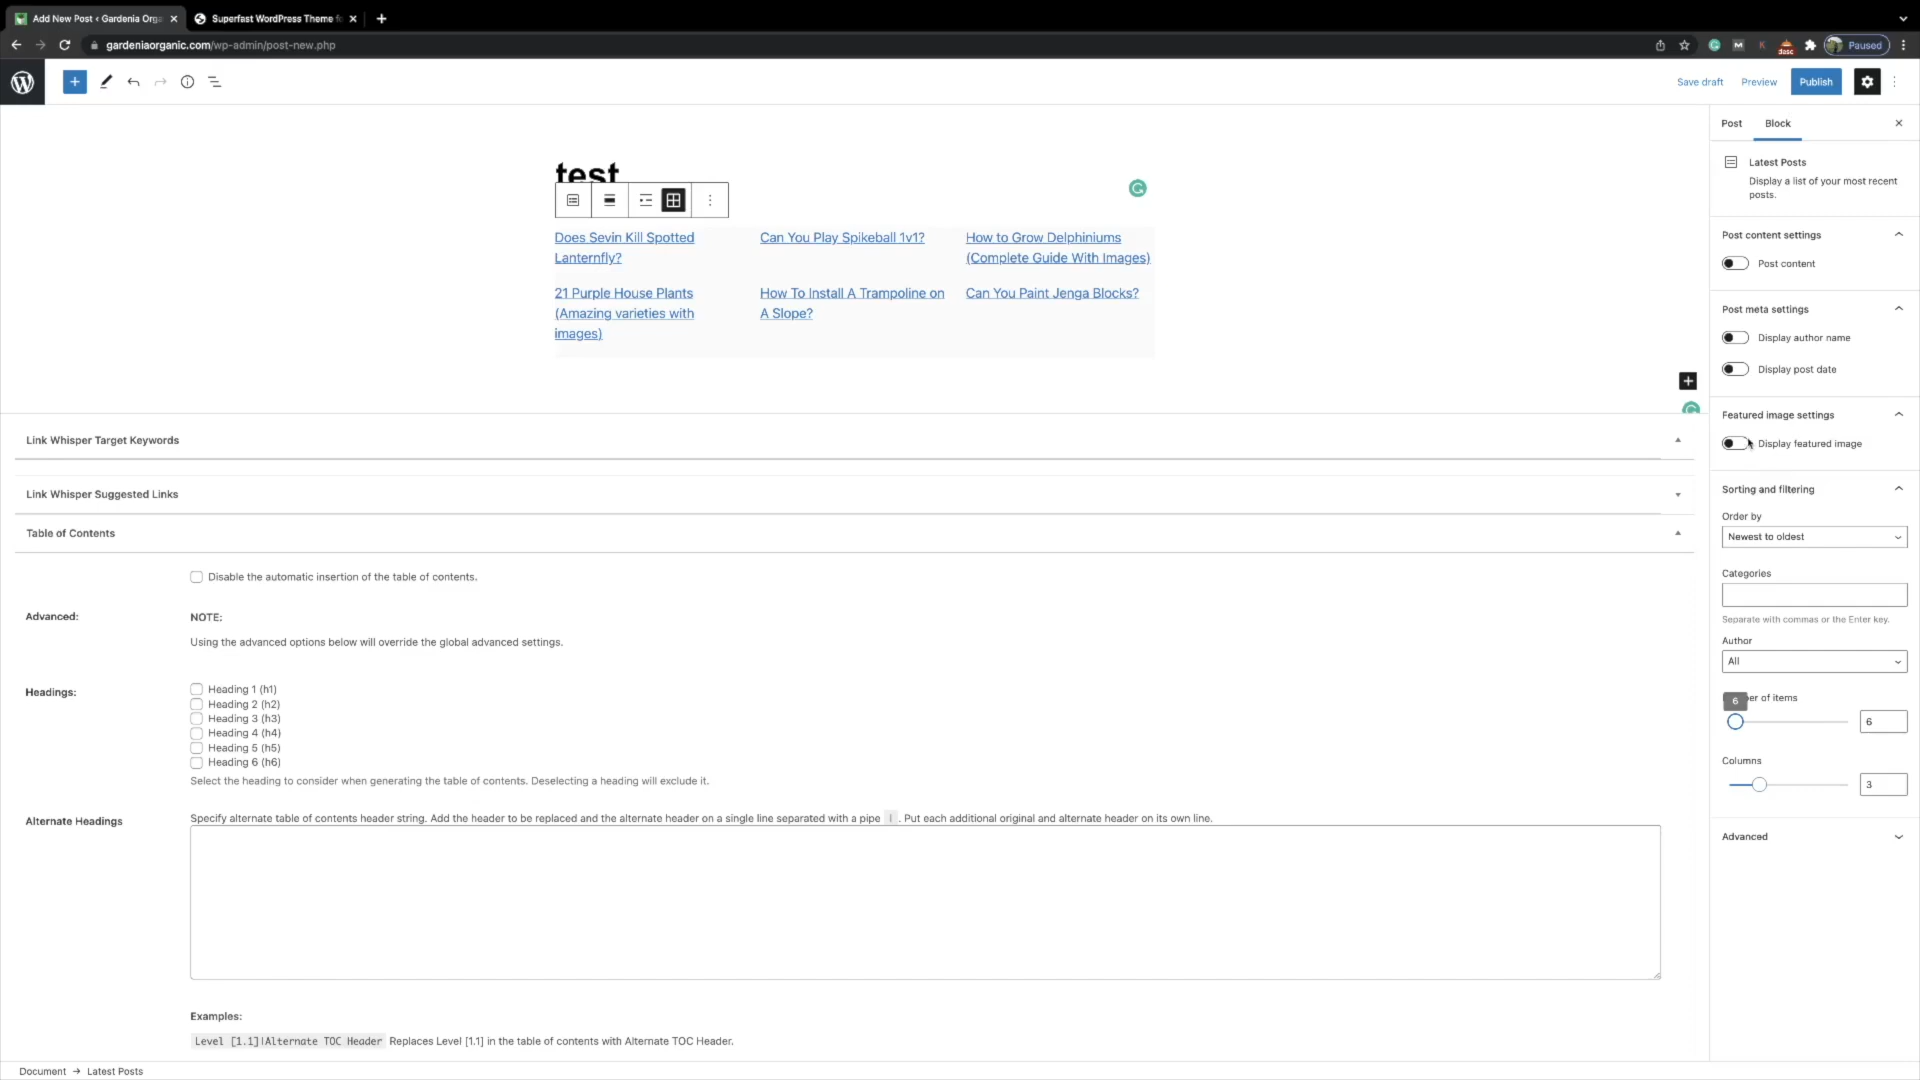 Add New Post ‹ Gardenia Orga
Superfast WordPress Theme fo
gardeniaorganic.com/wp-admin/post-new.php
Paused
Save draft
Preview
Publish
Post
Block
test
Latest Posts
Display a list of your most recent
posts.
Does Sevin Kill Spotted
Lanternfly?
Can You Play Spikeball 1v1?
How to Grow Delphiniums
(Complete Guide With Images)
21 Purple House Plants
(Amazing varieties with
images)
How To Install A Trampoline on
A Slope?
Can You Paint Jenga Blocks?
Post content settings
Post content
Post meta settings
Display author name
Display post date
Featured image settings
Display featured image
Sorting and filtering
Order by
Newest to oldest
Categories
Separate with commas or the Enter key.
Author
All
6
er of items
6
Columns
3
Advanced
Link Whisper Target Keywords
Link Whisper Suggested Links
Table of Contents
Disable the automatic insertion of the table of contents.
Advanced:
NOTE:
Using the advanced options below will override the global advanced settings.
Headings:
Heading 1 (h1)
Heading 2 (h2)
Heading 3 (h3)
Heading 4 (h4)
Heading 5 (h5)
Heading 6 (h6)
Select the heading to consider when generating the table of contents. Deselecting a heading will exclude it.
Alternate Headings
Specify alternate table of contents header string. Add the header to be replaced and the alternate header on a single line separated with a pipe | . Put each additional original and alternate header on its own line.
Examples:
Level [1.1]|Alternate TOC Header Replaces Level [1.1] in the table of contents with Alternate TOC Header.
Document → Latest Posts